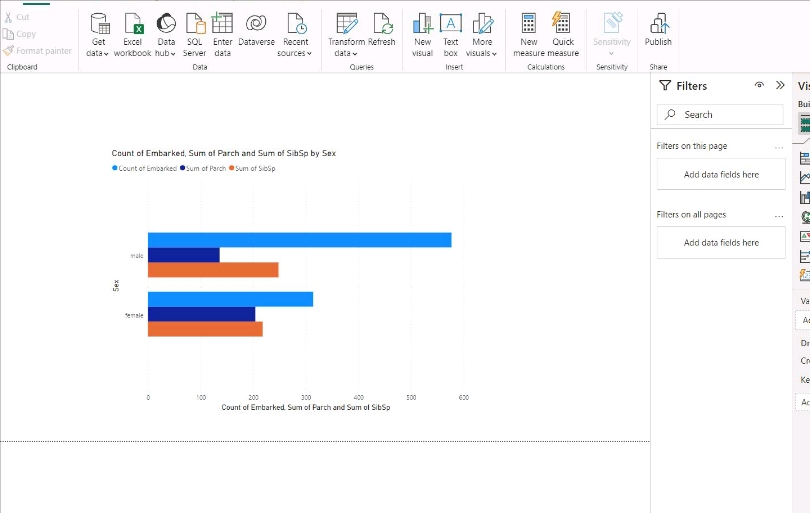 Cut
Copy
Format painter
Clipboard
Get data
Excel workbook
Data hub
SQL Server
Enter data
Dataverse
Recent sources
Data
Transform data
Refresh
Queries
New visual
Text box
More visuals
Insert
New measure
Quick measure
Calculations
Sensitivity
Sensitivity
Publish
Share
Count of Embarked, Sum of Parch and Sum of SibSp by Sex
Count of Embarked Sum of Parch Sum of SibSp
male
Sex
female
0 100 200 300 400 500 600
Count of Embarked, Sum of Parch and Sum of SibSp
Filters
Search
Filters on this page
Add data fields here
Filters on all pages
Add data fields here
Vis
Bui
Va
Ac
Dr
Cro
Ke
Ac